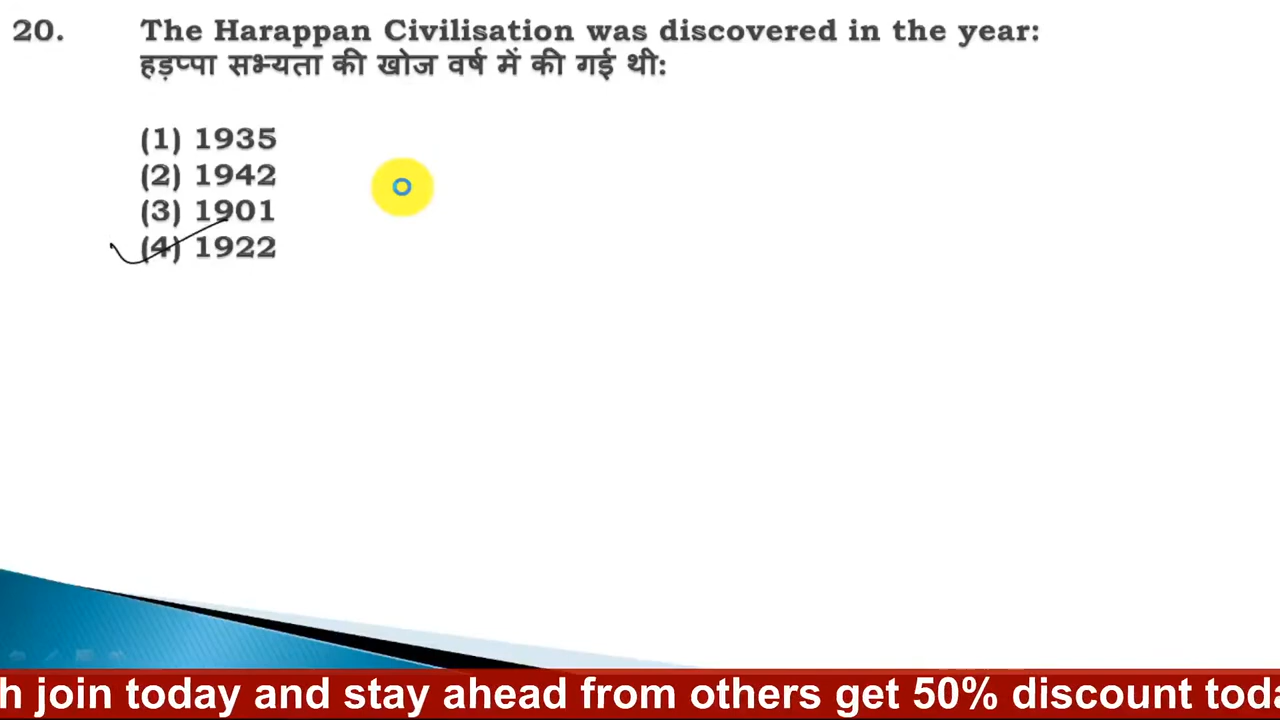 20. The Harappan Civilisation was discovered in the year:
हड़प्पा सभ्यता की खोज वर्ष में की गई थी:
(1) 1935
(2) 1942
(3) 1901
(4) 1922
h join today and stay ahead from others get 50% discount toda